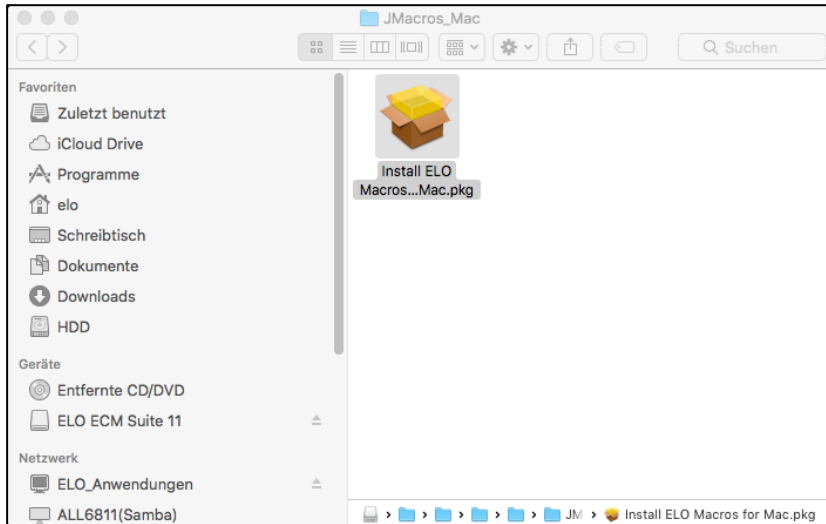 JMacros_Mac
Suchen
Favoriten
Zuletzt benutzt
iCloud Drive
Programme
elo
Schreibtisch
Dokumente
Downloads
HDD
Geräte
Entfernte CD/DVD
ELO ECM Suite 11
Netzwerk
ELO_Anwendungen
ALL6811(Samba)
Install ELO
Macros...Mac.pkg
JM
Install ELO Macros for Mac.pkg